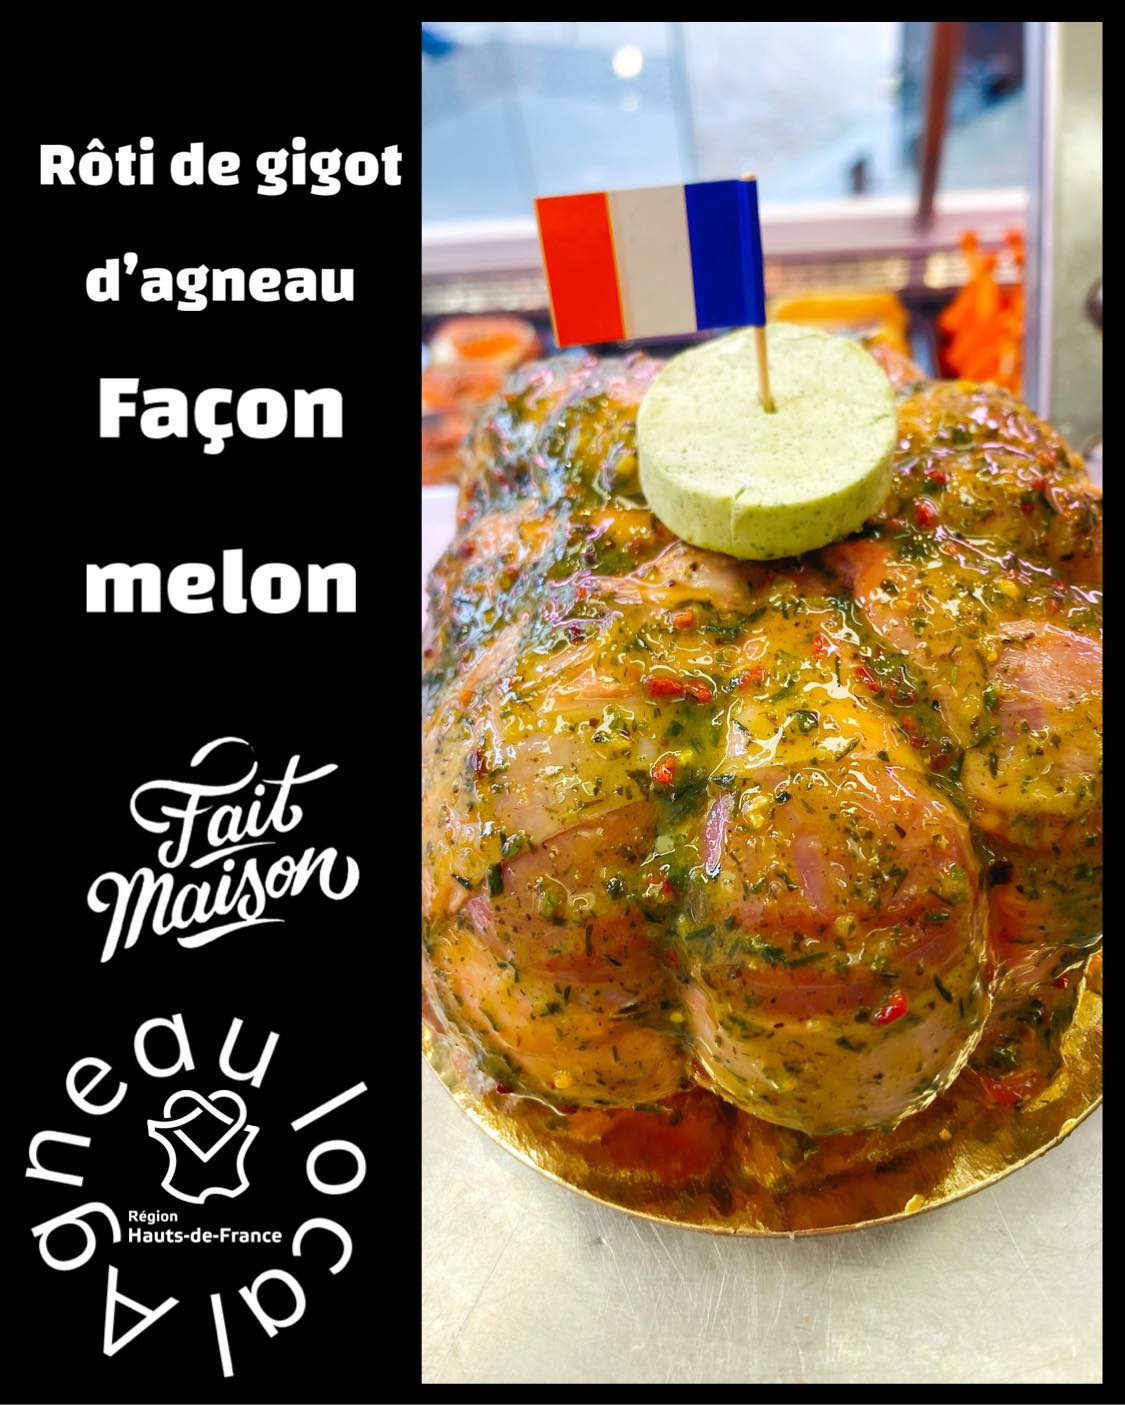 Rôti de gigot
d’agneau
Façon
melon
Fait
Maison
Agneau local
Région
Hauts-de-France